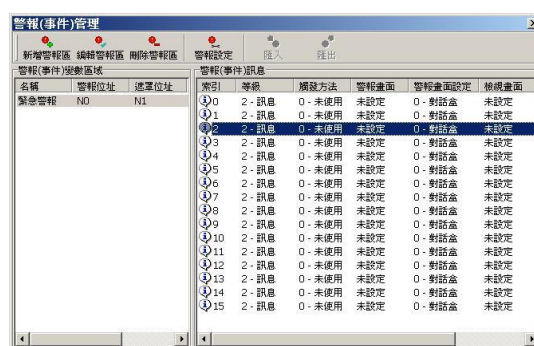 警報(事件)管理
新增警報區 編輯警報區 刪除警報區 警報設定 匯入 匯出
警報(事件)變數區域 警報(事件)訊息
名稱 警報位址 遮罩位址 索引 等級 觸發方法 警報畫面 警報畫面設定 檢視畫面
緊急警報 N0 N1 0 2 - 訊息 0 - 未使用 未設定 0 - 對話盒 未設定
1 2 - 訊息 0 - 未使用 未設定 0 - 對話盒 未設定
2 2 - 訊息 0 - 未使用 未設定 0 - 對話盒 未設定
3 2 - 訊息 0 - 未使用 未設定 0 - 對話盒 未設定
4 2 - 訊息 0 - 未使用 未設定 0 - 對話盒 未設定
5 2 - 訊息 0 - 未使用 未設定 0 - 對話盒 未設定
6 2 - 訊息 0 - 未使用 未設定 0 - 對話盒 未設定
7 2 - 訊息 0 - 未使用 未設定 0 - 對話盒 未設定
8 2 - 訊息 0 - 未使用 未設定 0 - 對話盒 未設定
9 2 - 訊息 0 - 未使用 未設定 0 - 對話盒 未設定
10 2 - 訊息 0 - 未使用 未設定 0 - 對話盒 未設定
11 2 - 訊息 0 - 未使用 未設定 0 - 對話盒 未設定
12 2 - 訊息 0 - 未使用 未設定 0 - 對話盒 未設定
13 2 - 訊息 0 - 未使用 未設定 0 - 對話盒 未設定
14 2 - 訊息 0 - 未使用 未設定 0 - 對話盒 未設定
15 2 - 訊息 0 - 未使用 未設定 0 - 對話盒 未設定